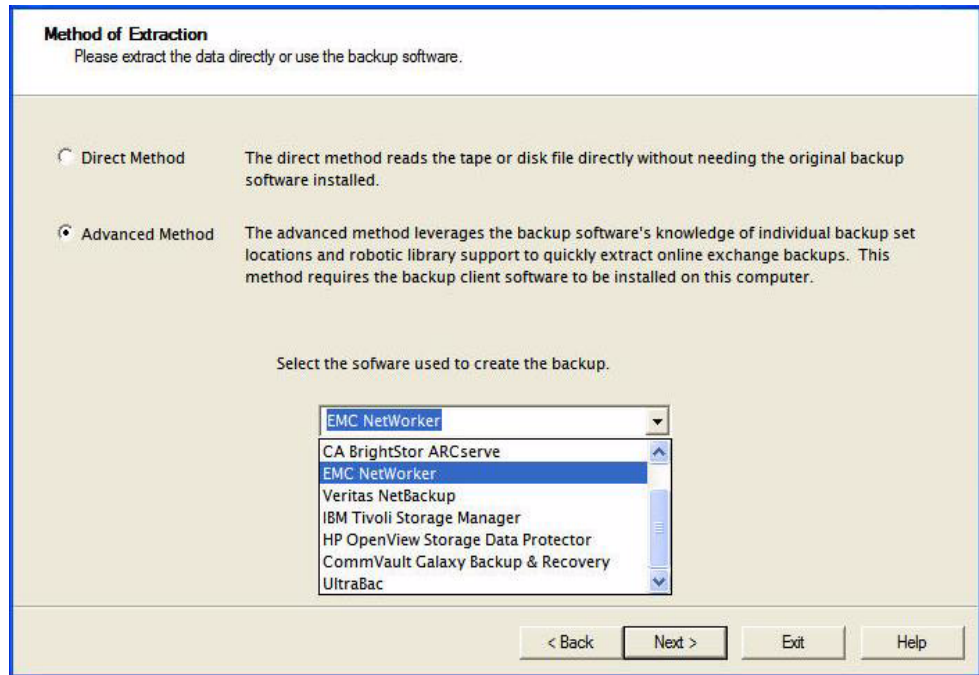 Method of Extraction
Please extract the data directly or use the backup software.
Direct Method
The direct method reads the tape or disk file directly without needing the original backup
software installed.
Advanced Method
The advanced method leverages the backup software's knowledge of individual backup set
locations and robotic library support to quickly extract online exchange backups.  This
method requires the backup client software to be installed on this computer.
Select the sofware used to create the backup.
EMC NetWorker
CA BrightStor ARCserve
EMC NetWorker
Veritas NetBackup
IBM Tivoli Storage Manager
HP OpenView Storage Data Protector
CommVault Galaxy Backup & Recovery
UltraBac
< Back
Next >
Exit
Help